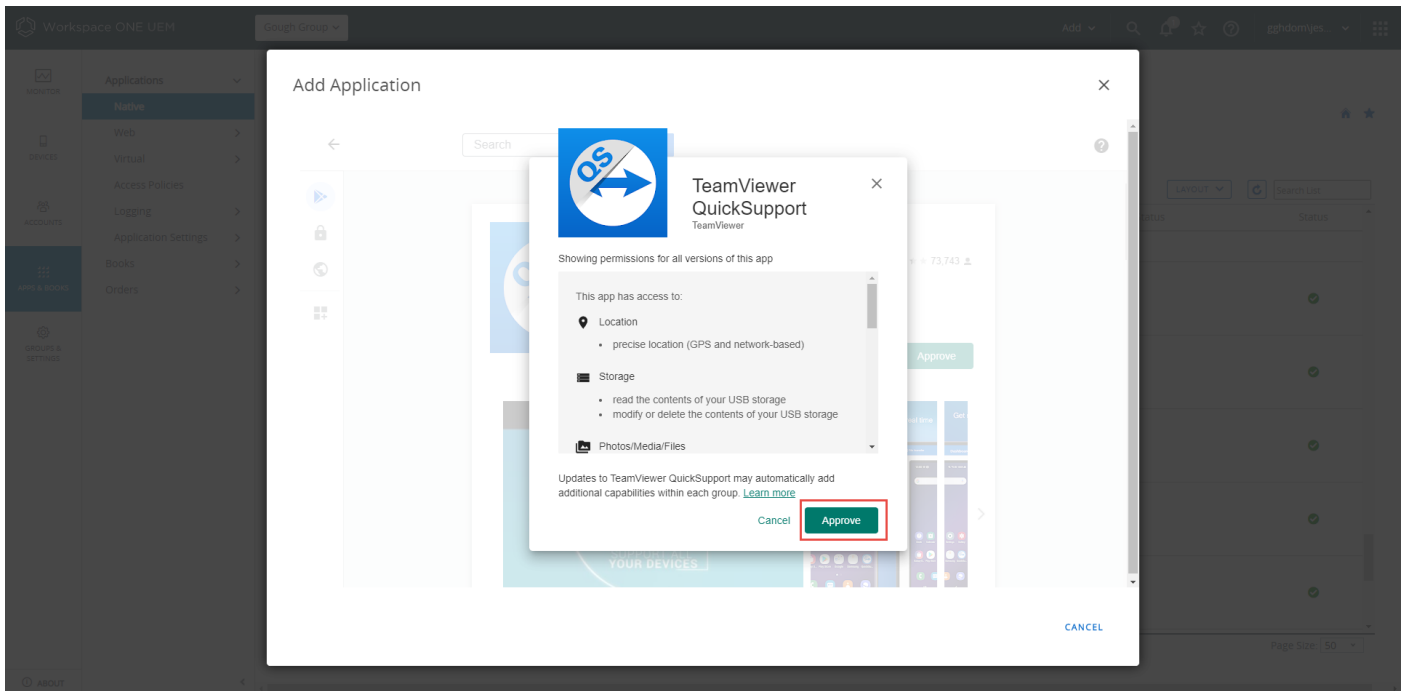 Workspace ONE UEM
Gough Group
Add
MONITOR
DEVICES
ACCOUNTS
APPS & BOOKS
GROUPS & SETTINGS
Applications
Native
Web
Virtual
Access Policies
Logging
Application Settings
Books
Orders
ABOUT
LAYOUT
Search List
Status
Page Size: 50
Add Application
Search
73,743
Approve
YOUR DEVICES
QS
TeamViewer
QuickSupport
TeamViewer
Showing permissions for all versions of this app
This app has access to:
Location
• precise location (GPS and network-based)
Storage
• read the contents of your USB storage
• modify or delete the contents of your USB storage
Photos/Media/Files
Updates to TeamViewer QuickSupport may automatically add
additional capabilities within each group. Learn more
Cancel
Approve
CANCEL